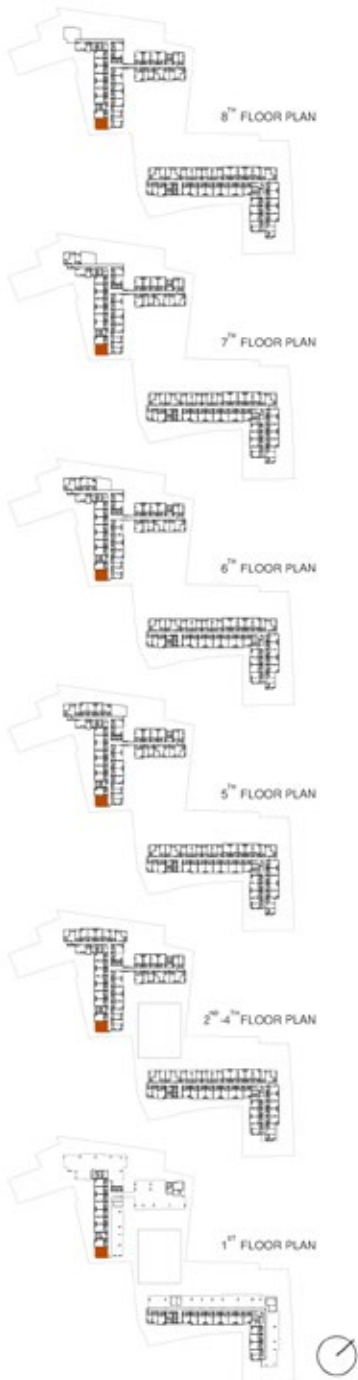 8TH FLOOR PLAN
7TH FLOOR PLAN
6TH FLOOR PLAN
5TH FLOOR PLAN
2ND-4TH FLOOR PLAN
1ST FLOOR PLAN